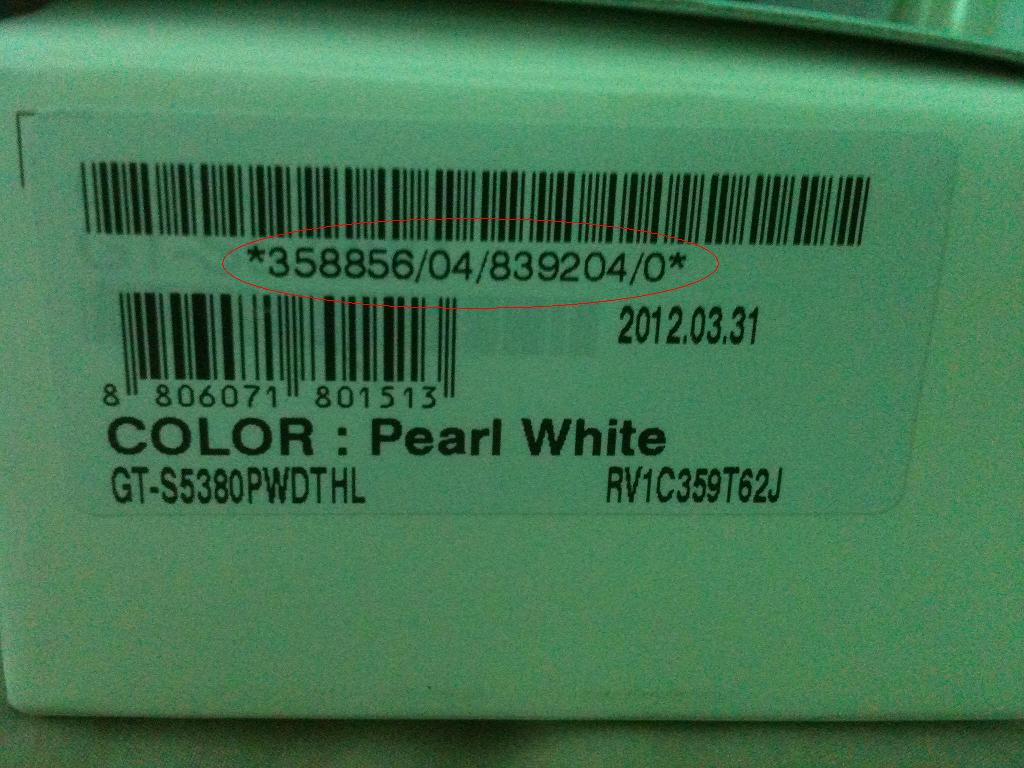 *358856/04/839204/0*
2012.03.31
8 806071 801513
COLOR : Pearl White
GT-S5380PWDTHL RV1C359T62J